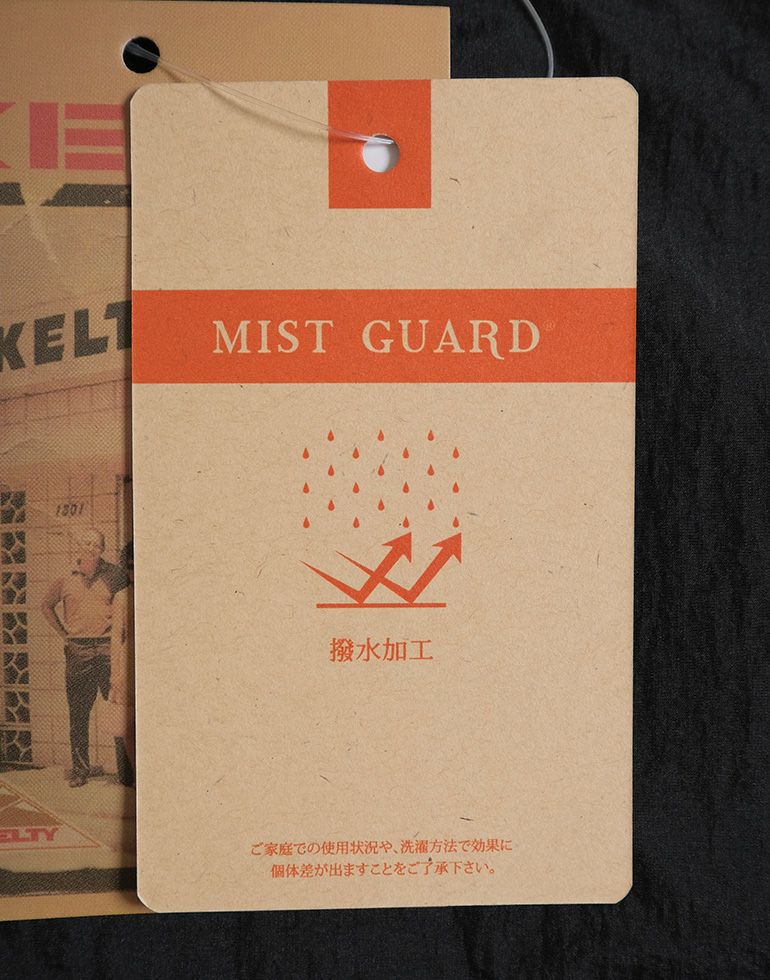 KE
KELT
1801
ELTY
MIST GUARD®
撥水加工
ご家庭での使用状況や、洗濯方法で効果に
個体差が出ますことをご了承下さい。